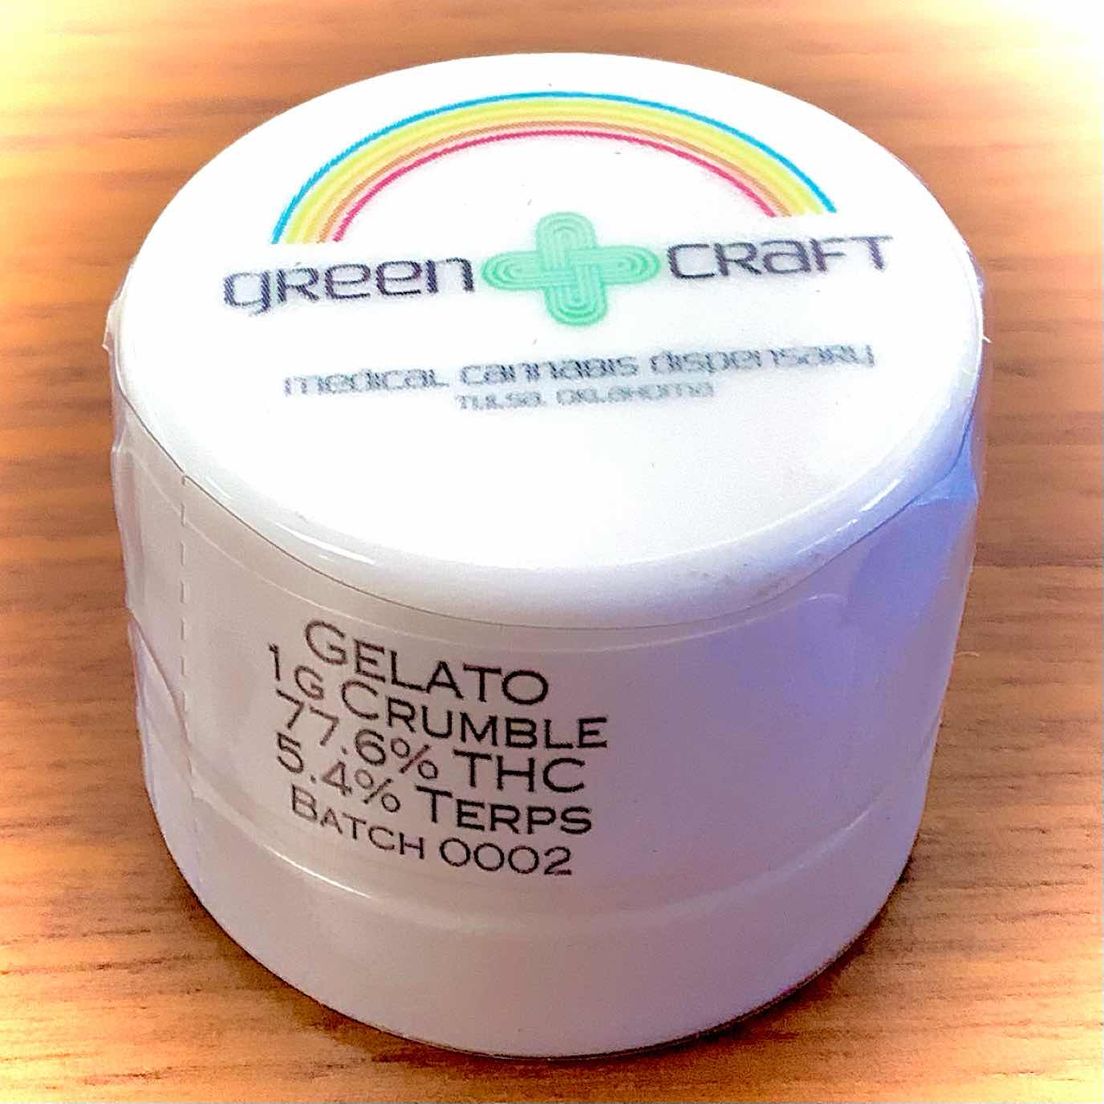 green CRAFT
medical cannabis dispensary
TULSA, OKLAHOMA
GELATO
1G CRUMBLE
77.6% THC
5.4% TERPS
BATCH 0002